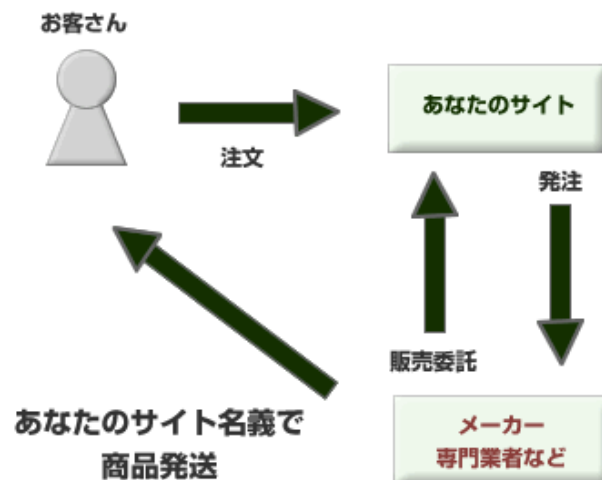 お客さん
あなたのサイト
注文
発注
販売委託
あなたのサイト名義で
商品発送
メーカー
専門業者など